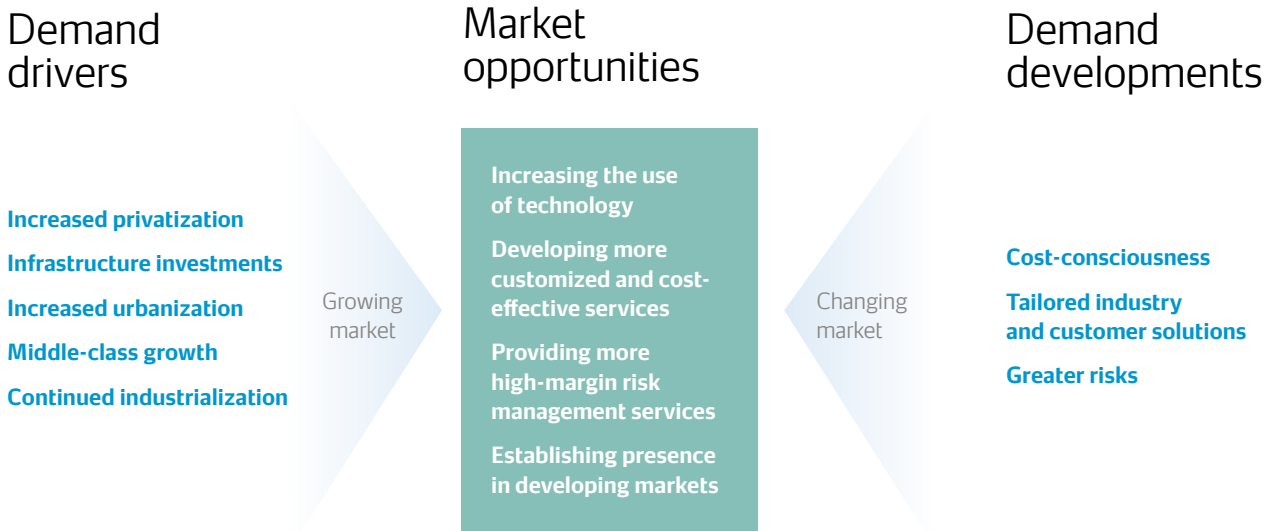 Demand
drivers
Increased privatization
Infrastructure investments
Increased urbanization
Middle-class growth
Continued industrialization
Growing
market
Market
opportunities
Increasing the use
of technology
Developing more
customized and cost-
effective services
Providing more
high-margin risk
management services
Establishing presence
in developing markets
Changing
market
Demand
developments
Cost-consciousness
Tailored industry
and customer solutions
Greater risks